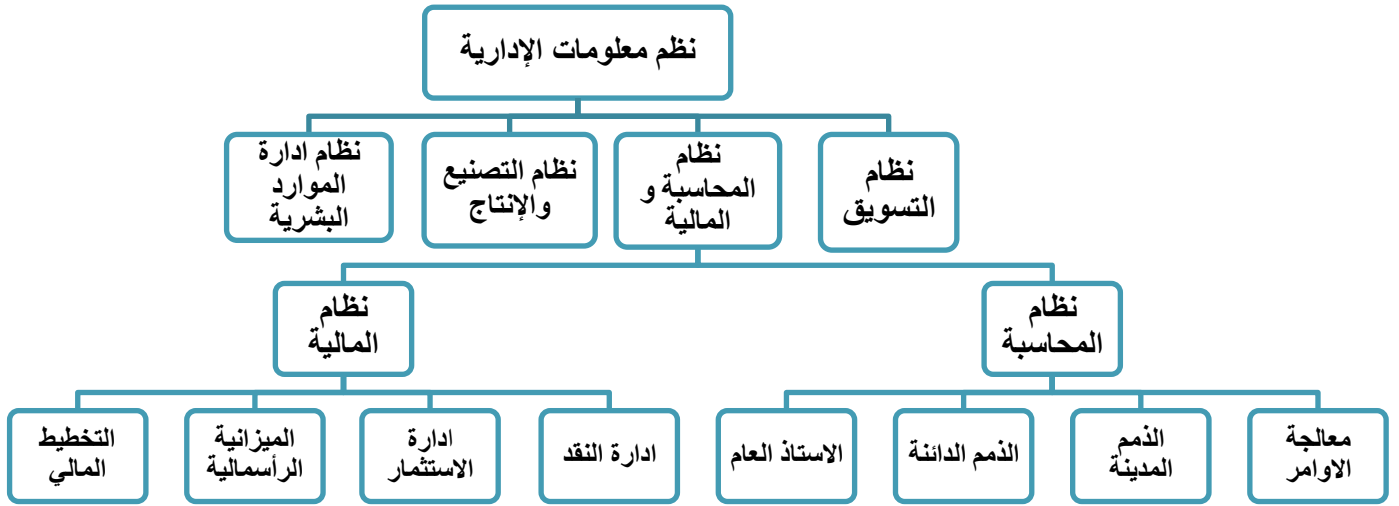 نظم معلومات الإدارية
نظام
التسويق
نظام
المحاسبة و
المالية
نظام التصنيع
والإنتاج
نظام ادارة
الموارد
البشرية
نظام
المحاسبة
نظام
المالية
معالجة
الاوامر
الذمم
المدينة
الذمم الدائنة
الاستاذ العام
ادارة النقد
ادارة
الاستثمار
الميزانية
الرأسمالية
التخطيط
المالي